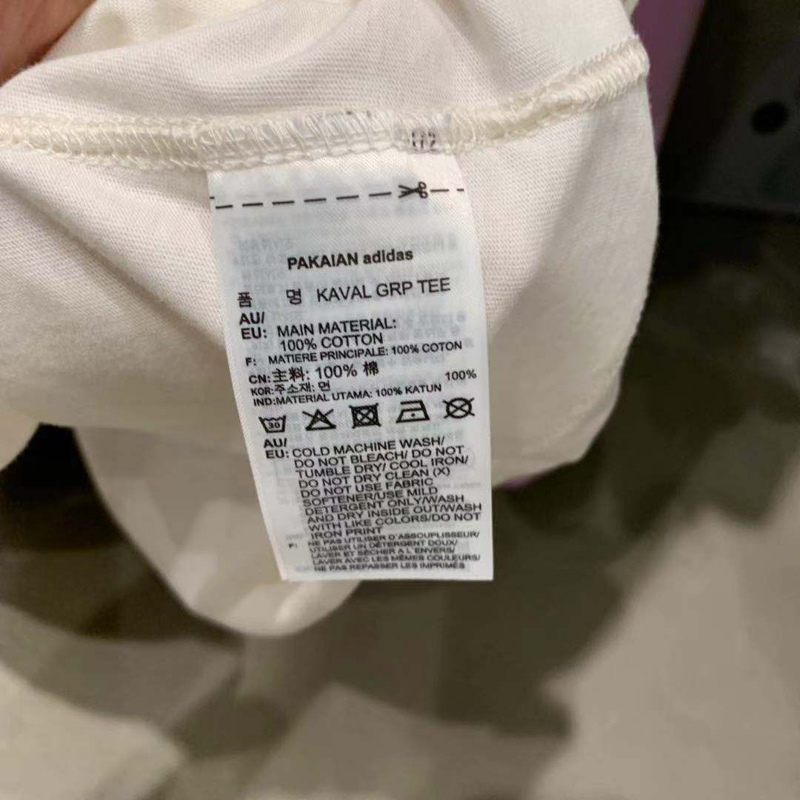 PAKAIAN adidas
품 명 KAVAL GRP TEE
AU/
EU: MAIN MATERIAL:
100% COTTON
F: MATIERE PRINCIPALE: 100% COTON
CN:主料: 100% 棉
KOR:주소재: 면 100%
IND:MATERIAL UTAMA: 100% KATUN
30
AU/
EU: COLD MACHINE WASH/
DO NOT BLEACH/ DO NOT
TUMBLE DRY/ COOL IRON/
DO NOT DRY CLEAN (X)
DO NOT USE FABRIC
SOFTENER/USE MILD
DETERGENT ONLY/WASH
AND DRY INSIDE OUT/WASH
WITH LIKE COLORS/DO NOT
IRON PRINT
F: NE PAS UTILISER D'ASSOUPLISSEUR/
UTILISER UN DÉTERGENT DOUX/
LAVER ET SÉCHER A L'ENVERS/
LAVER AVEC LES MÊMES COULEURS/
NE PAS REPASSER LES IMPRIMÉS